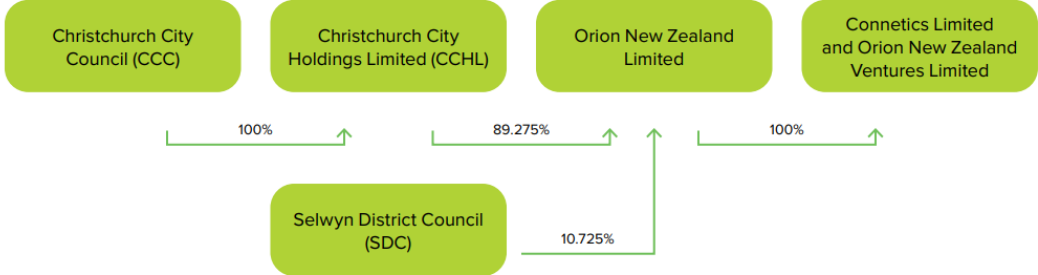 Christchurch City
Council (CCC)
Christchurch City
Holdings Limited (CCHL)
Orion New Zealand
Limited
Connetics Limited
and Orion New Zealand
Ventures Limited
100%
89.275%
100%
Selwyn District Council
(SDC)
10.725%